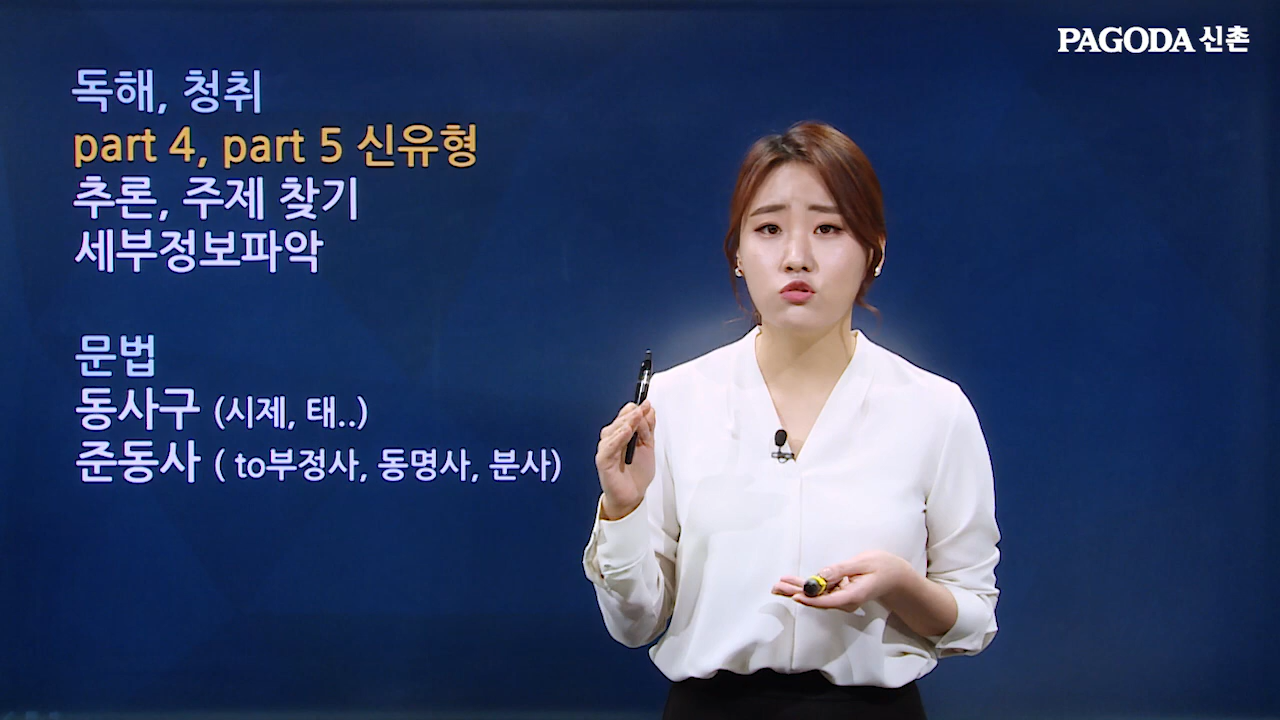 PAGODA 신촌
독해, 청취
part 4, part 5 신유형
추론, 주제 찾기
세부정보파악
문법
동사구 (시제, 태..)
준동사 ( to부정사, 동명사, 분사)